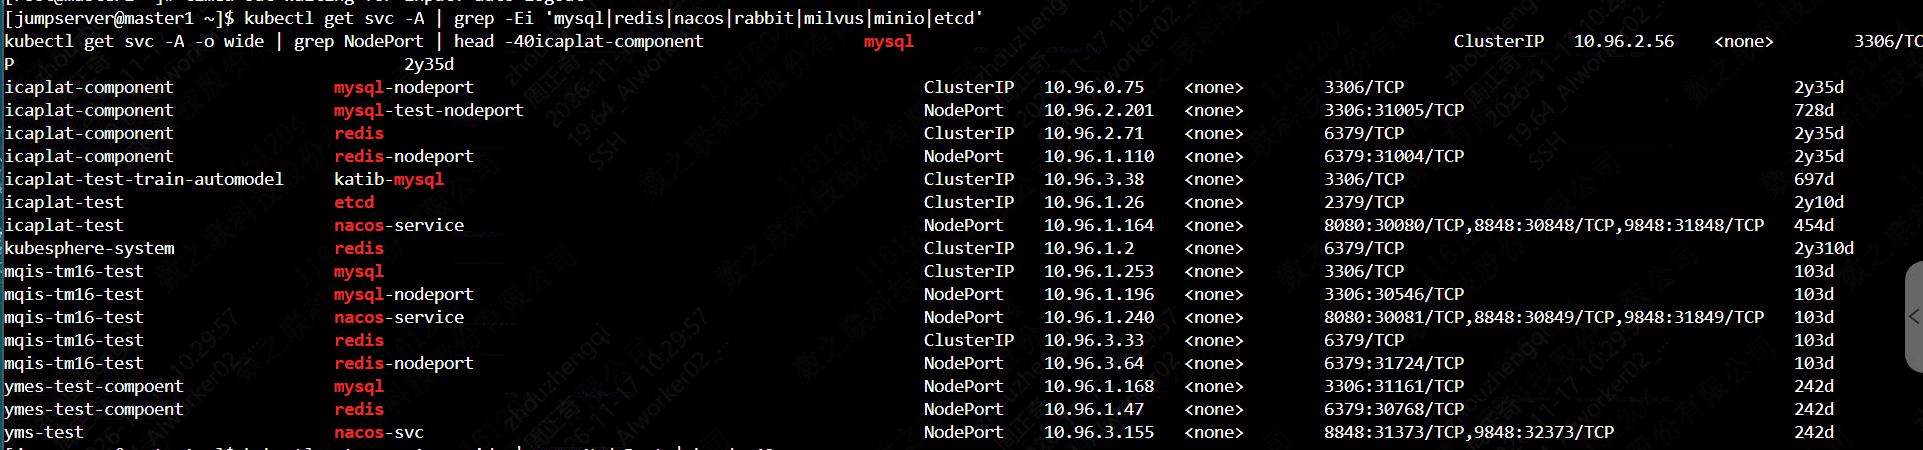 [jumpserver@master1 ~]$ kubectl get svc -A | grep -Ei 'mysql|redis|nacos|rabbit|milvus|minio|etcd'
kubectl get svc -A -o wide | grep NodePort | head -40icaplat-component mysql ClusterIP 10.96.2.56 <none> 3306/TC
P 2y35d
icaplat-component mysql-nodeport ClusterIP 10.96.0.75 <none> 3306/TCP 2y35d
icaplat-component mysql-test-nodeport NodePort 10.96.2.201 <none> 3306:31005/TCP 728d
icaplat-component redis ClusterIP 10.96.2.71 <none> 6379/TCP 2y35d
icaplat-component redis-nodeport NodePort 10.96.1.110 <none> 6379:31004/TCP 2y35d
icaplat-test-train-automodel katib-mysql ClusterIP 10.96.3.38 <none> 3306/TCP 697d
icaplat-test etcd ClusterIP 10.96.1.26 <none> 2379/TCP 2y10d
icaplat-test nacos-service NodePort 10.96.1.164 <none> 8080:30080/TCP,8848:30848/TCP,9848:31848/TCP 454d
kubesphere-system redis ClusterIP 10.96.1.2 <none> 6379/TCP 2y310d
mqis-tm16-test mysql ClusterIP 10.96.1.253 <none> 3306/TCP 103d
mqis-tm16-test mysql-nodeport NodePort 10.96.1.196 <none> 3306:30546/TCP 103d
mqis-tm16-test nacos-service NodePort 10.96.1.240 <none> 8080:30081/TCP,8848:30849/TCP,9848:31849/TCP 103d
mqis-tm16-test redis ClusterIP 10.96.3.33 <none> 6379/TCP 103d
mqis-tm16-test redis-nodeport NodePort 10.96.3.64 <none> 6379:31724/TCP 103d
ymes-test-compoent mysql NodePort 10.96.1.168 <none> 3306:31161/TCP 242d
ymes-test-compoent redis NodePort 10.96.1.47 <none> 6379:30768/TCP 242d
yms-test nacos-svc NodePort 10.96.3.155 <none> 8848:31373/TCP,9848:32373/TCP 242d